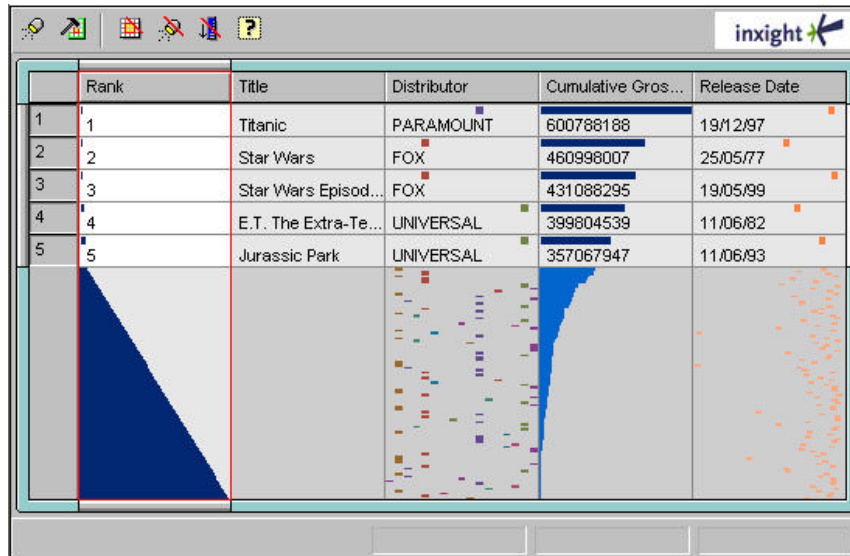 ?
inxight
Rank Title Distributor Cumulative Gros... Release Date
1 1 Titanic PARAMOUNT 600788188 19/12/97
2 2 Star Wars FOX 460998007 25/05/77
3 3 Star Wars Episod... FOX 431088295 19/05/99
4 4 E.T. The Extra-Te... UNIVERSAL 399804539 11/06/82
5 5 Jurassic Park UNIVERSAL 357067947 11/06/93